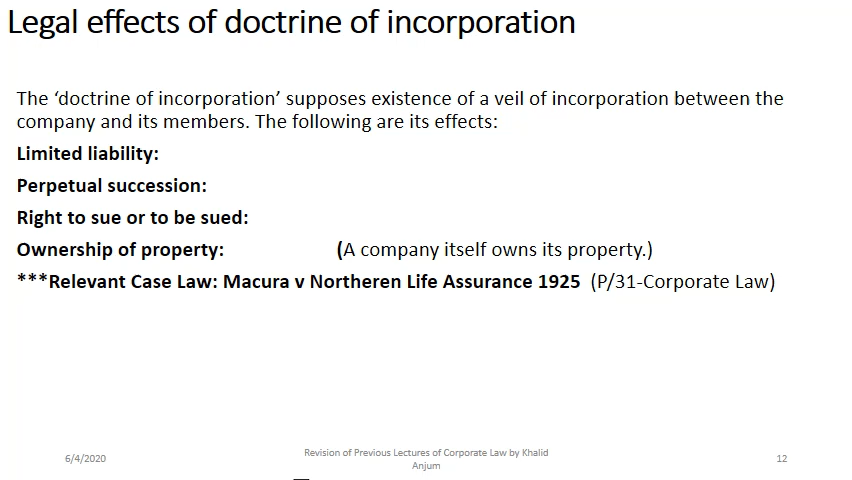 Legal effects of doctrine of incorporation
The ‘doctrine of incorporation’ supposes existence of a veil of incorporation between the
company and its members. The following are its effects:
Limited liability:
Perpetual succession:
Right to sue or to be sued:
Ownership of property: (A company itself owns its property.)
***Relevant Case Law: Macura v Northeren Life Assurance 1925 (P/31-Corporate Law)
6/4/2020
Revision of Previous Lectures of Corporate Law by Khalid
Anjum
12